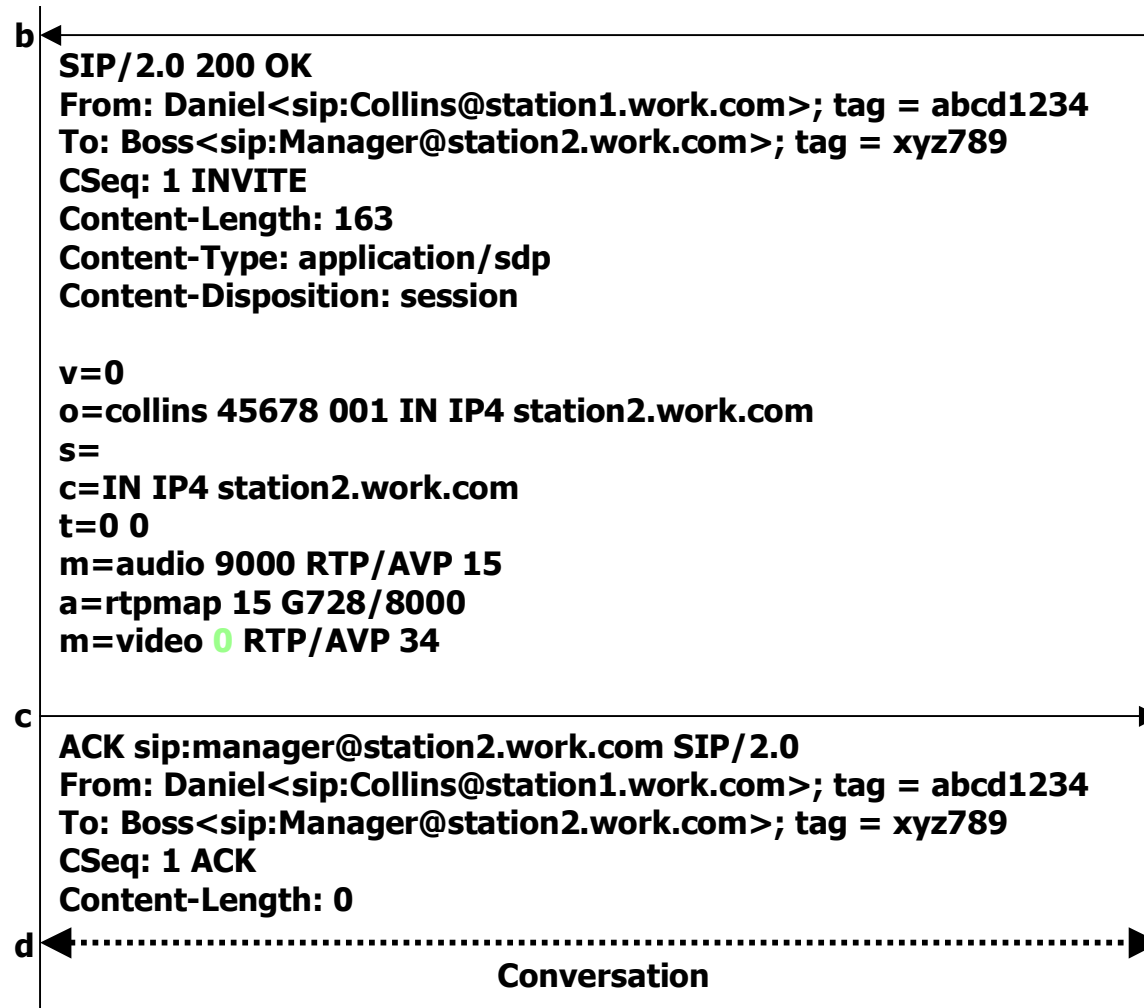 b
SIP/2.0 200 OK
From: Daniel<sip:Collins@station1.work.com>; tag = abcd1234
To: Boss<sip:Manager@station2.work.com>; tag = xyz789
CSeq: 1 INVITE
Content-Length: 163
Content-Type: application/sdp
Content-Disposition: session

v=0
o=collins 45678 001 IN IP4 station2.work.com
s=
c=IN IP4 station2.work.com
t=0 0
m=audio 9000 RTP/AVP 15
a=rtpmap 15 G728/8000
m=video 0 RTP/AVP 34

c
ACK sip:manager@station2.work.com SIP/2.0
From: Daniel<sip:Collins@station1.work.com>; tag = abcd1234
To: Boss<sip:Manager@station2.work.com>; tag = xyz789
CSeq: 1 ACK
Content-Length: 0
d
Conversation